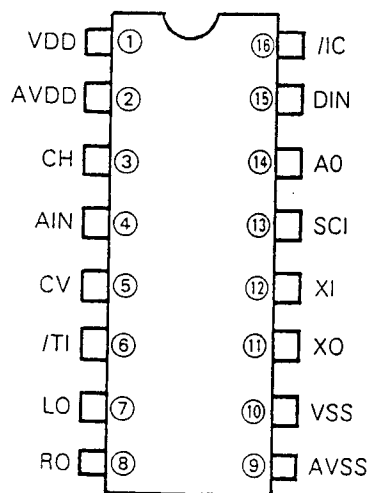 VDD ① ⑯ /IC
AVDD ② ⑮ DIN
CH ③ ⑭ A0
AIN ④ ⑬ SCI
CV ⑤ ⑫ XI
/TI ⑥ ⑪ XO
LO ⑦ ⑩ VSS
RO ⑧ ⑨ AVSS